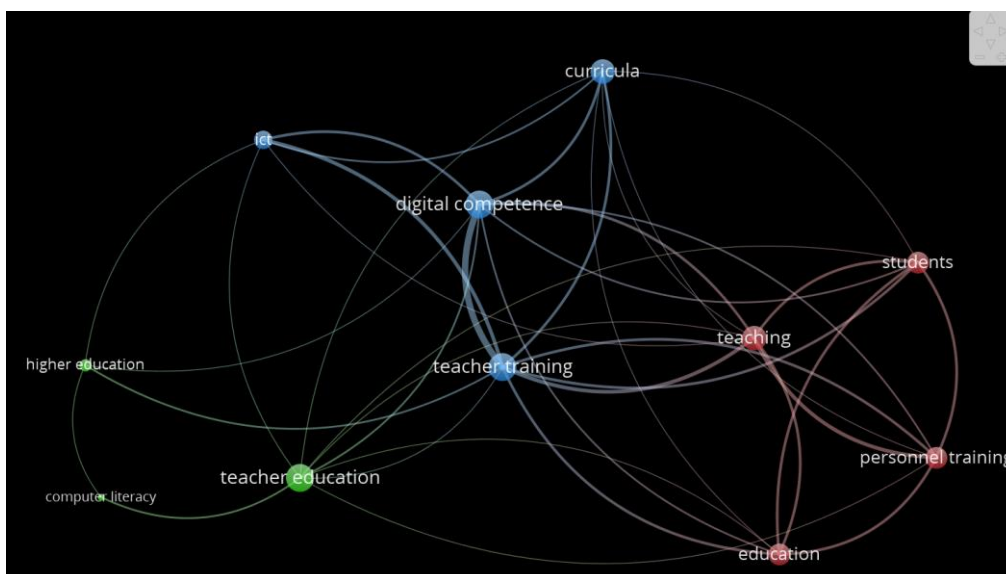 curricula
ict
digital competence
students
teaching
higher education
teacher training
personnel training
teacher education
computer literacy
education